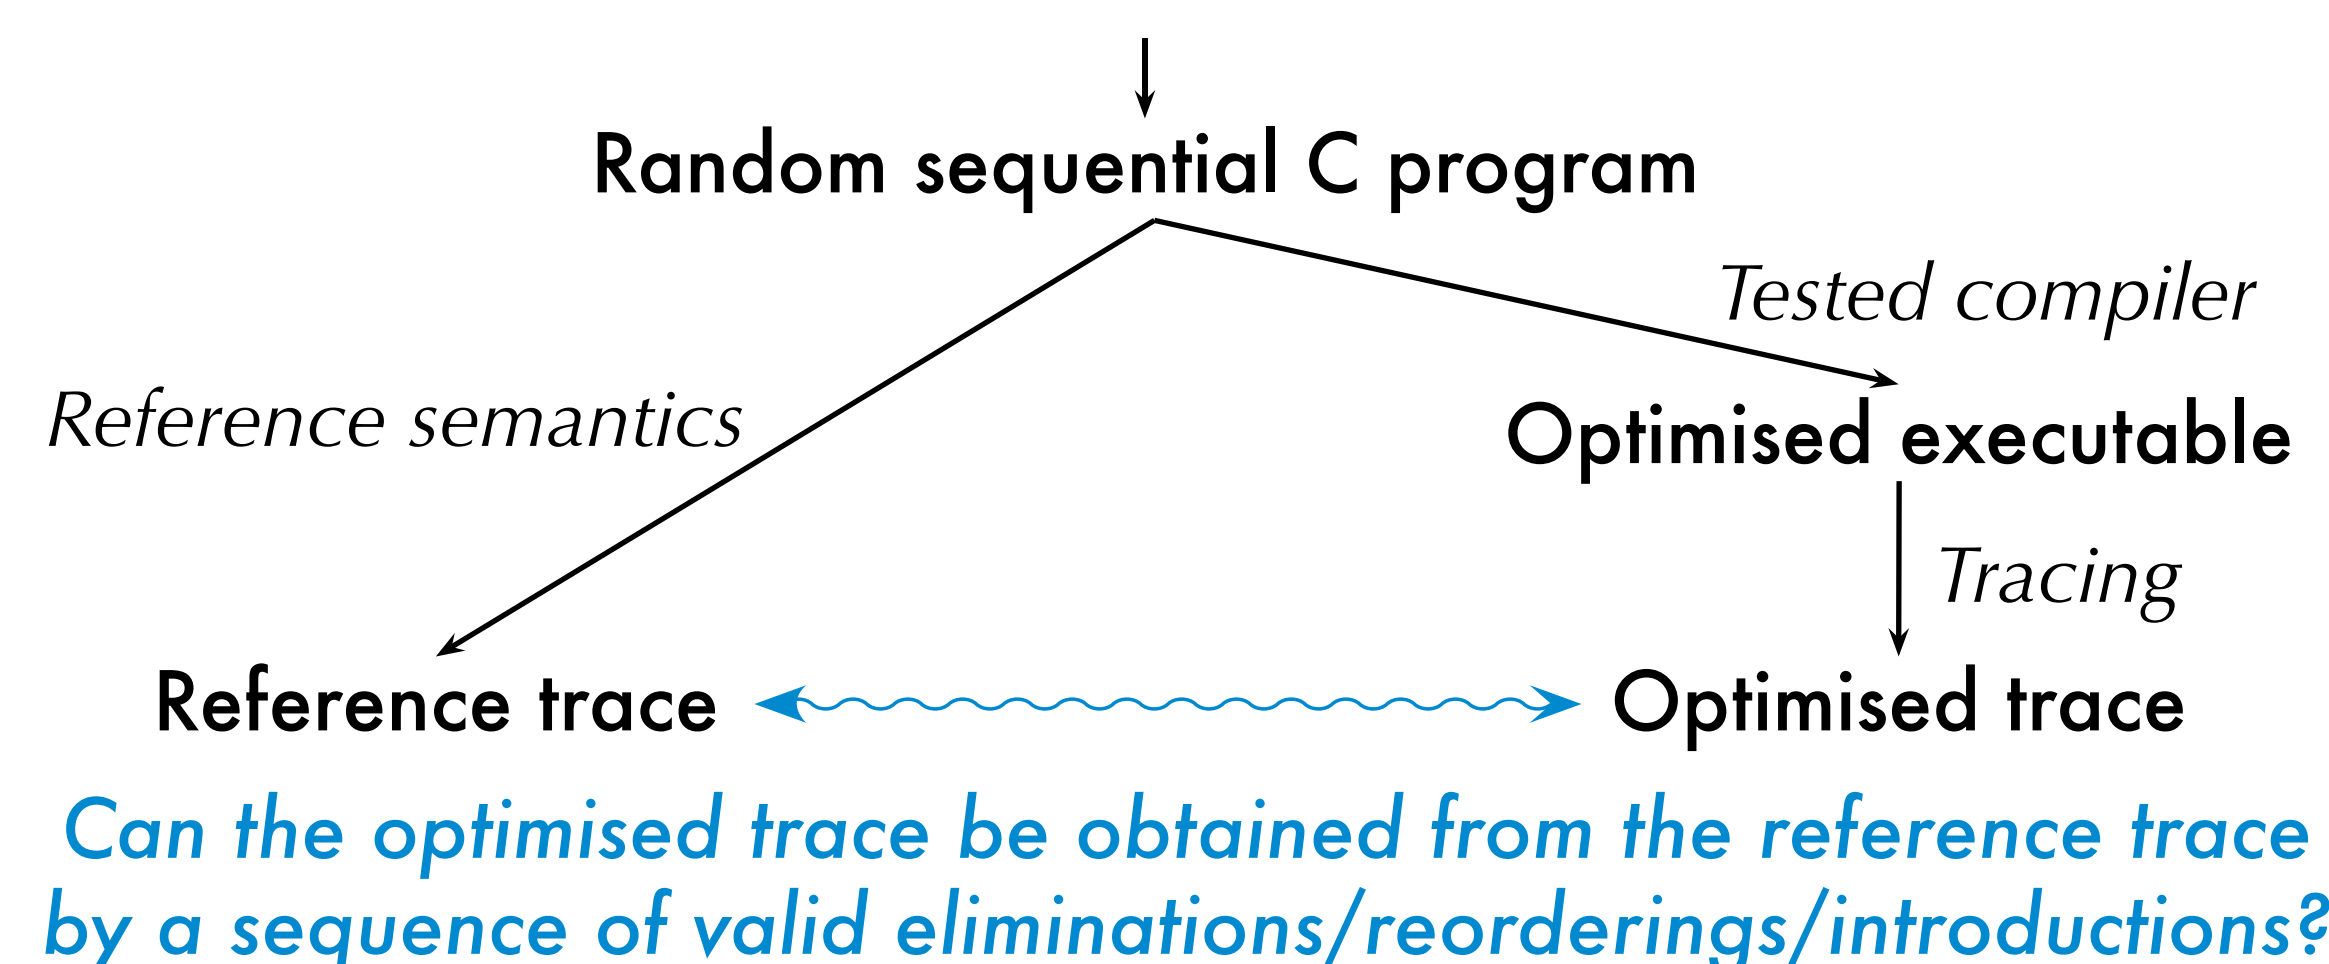 Random sequential C program
Tested compiler
Reference semantics
Optimised executable
Tracing
Reference trace
Optimised trace
Can the optimised trace be obtained from the reference trace
by a sequence of valid eliminations/reorderings/introductions?